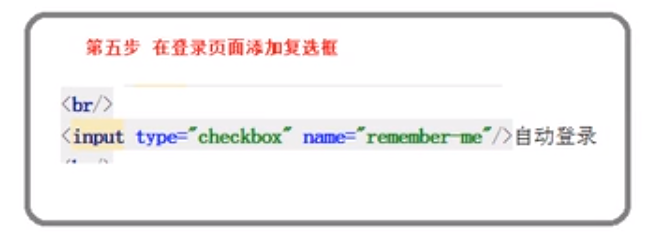 第五步 在登录页面添加复选框
<br/>
<input type="checkbox" name="remember-me"/>自动登录